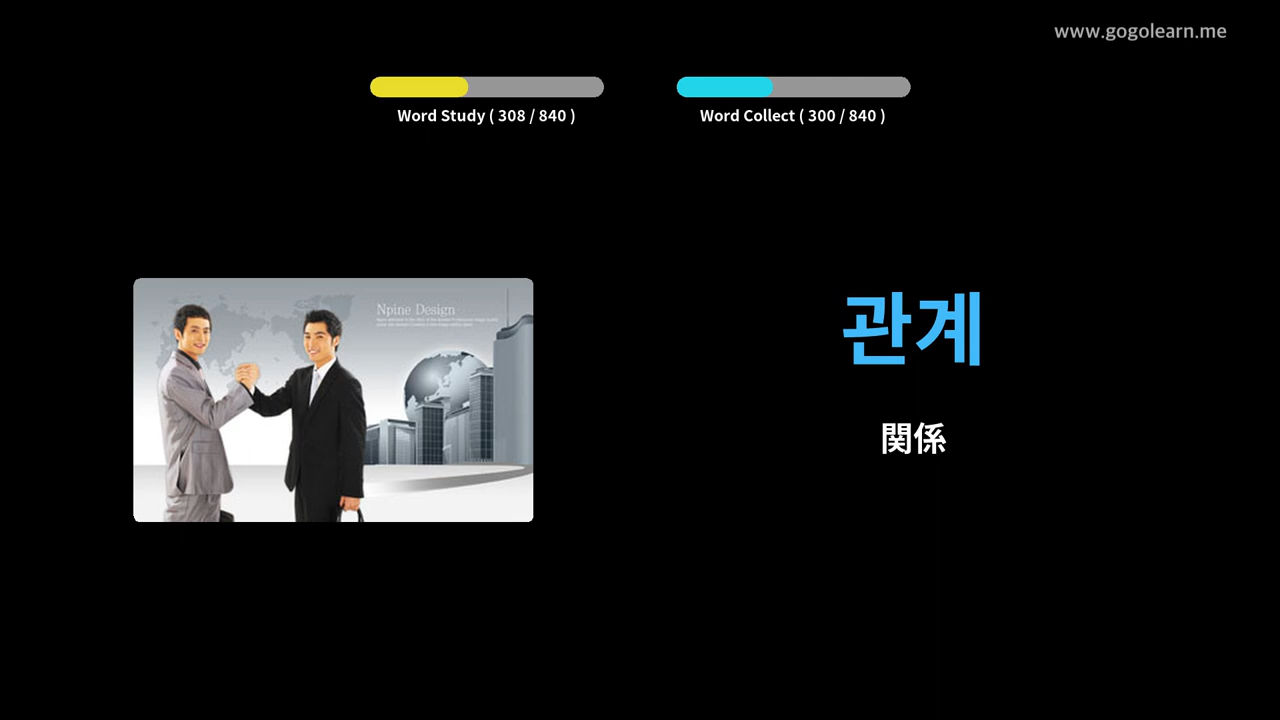 www.gogolearn.me
Word Study ( 308 / 840 )
Word Collect ( 300 / 840 )
Npine Design
관계
関係